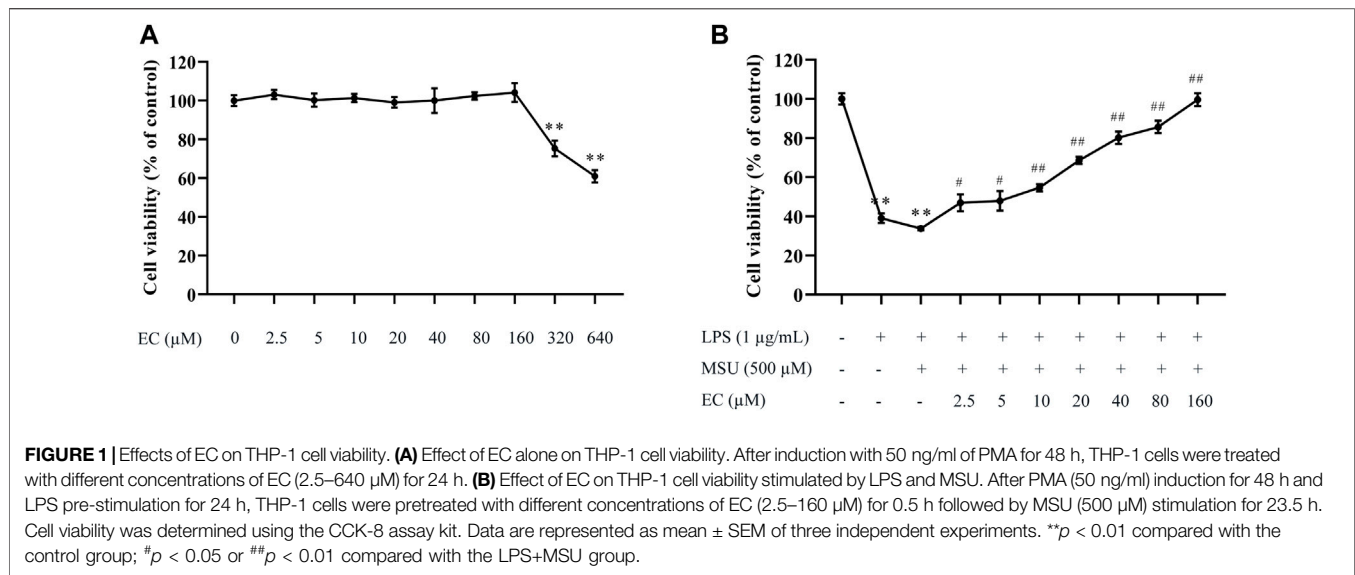 A
B
120
100
80
60
40
20
0
Cell viability (% of control)
**
**
EC (µM) 0 2.5 5 10 20 40 80 160 320 640
120
100
80
60
40
20
0
Cell viability (% of control)
**
**
#
#
##
##
##
##
##
LPS (1 µg/mL) - + + + + + + + + +
MSU (500 µM) - - + + + + + + + +
EC (µM) - - - 2.5 5 10 20 40 80 160
FIGURE 1 | Effects of EC on THP-1 cell viability. (A) Effect of EC alone on THP-1 cell viability. After induction with 50 ng/ml of PMA for 48 h, THP-1 cells were treated
with different concentrations of EC (2.5–640 µM) for 24 h. (B) Effect of EC on THP-1 cell viability stimulated by LPS and MSU. After PMA (50 ng/ml) induction for 48 h and
LPS pre-stimulation for 24 h, THP-1 cells were pretreated with different concentrations of EC (2.5–160 µM) for 0.5 h followed by MSU (500 µM) stimulation for 23.5 h.
Cell viability was determined using the CCK-8 assay kit. Data are represented as mean ± SEM of three independent experiments. **p < 0.01 compared with the
control group; #p < 0.05 or ##p < 0.01 compared with the LPS+MSU group.